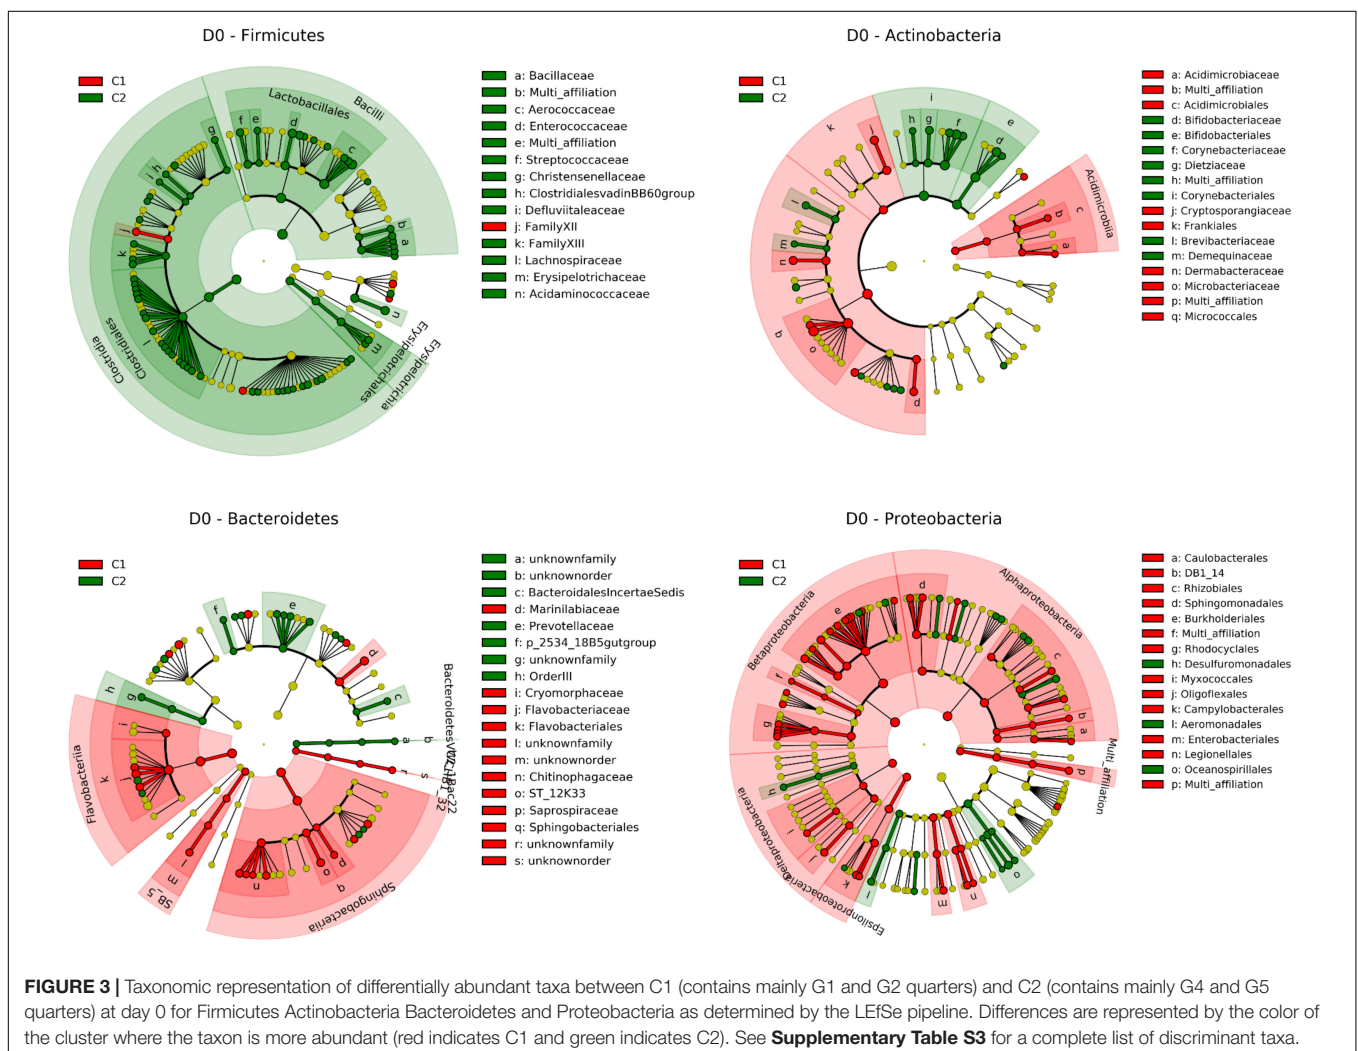 D0 - Firmicutes
C1
C2
Bacilli
Lactobacillales
Clostridia
Clostridiales
Erysipelotrichia
Erysipelotrichales
g
f
e
d
c
h
i
j
k
l
b
a
n
m
a: Bacillaceae
b: Multi_affiliation
c: Aerococcaceae
d: Enterococcaceae
e: Multi_affiliation
f: Streptococcaceae
g: Christensenellaceae
h: ClostridialesvadinBB60group
i: Defluviitaleaceae
j: FamilyXII
k: FamilyXIII
l: Lachnospiraceae
m: Erysipelotrichaceae
n: Acidaminococcaceae
D0 - Actinobacteria
C1
C2
i
e
k
j
h
g
f
d
Acidimicrobiia
c
b
a
l
m
n
q
o
p
a: Acidimicrobiaceae
b: Multi_affiliation
c: Acidimicrobiales
d: Bifidobacteriaceae
e: Bifidobacteriales
f: Corynebacteriaceae
g: Dietziaceae
h: Multi_affiliation
i: Corynebacteriales
j: Cryptosporangiaceae
k: Frankiales
l: Brevibacteriaceae
m: Demequinaceae
n: Dermabacteraceae
o: Microbacteriaceae
p: Multi_affiliation
q: Micrococcales
D0 - Bacteroidetes
C1
C2
f
e
d
c
h
g
Flavobacteriia
i
k
j
a
b
r
s
m
l
SB_5
n
o
p
q
Sphingobacteriia
a: unknownfamily
b: unknownorder
c: BacteroidalesIncertaeSedis
d: Marinilabiaceae
e: Prevotellaceae
f: p_2534_18B5gutgroup
g: unknownfamily
h: OrderIII
i: Cryomorphaceae
j: Flavobacteriaceae
k: Flavobacteriales
l: unknownfamily
m: unknownorder
n: Chitinophagaceae
o: ST_12K33
p: Saprospiraceae
q: Sphingobacteriales
r: unknownfamily
s: unknownorder
D0 - Proteobacteria
C1
C2
Betaproteobacteria
Alphaproteobacteria
Deltaproteobacteria
Epsilonproteobacteria
Multi_affiliation
d
e
c
f
g
b
a
p
h
i
j
k
l
m
n
o
a: Caulobacterales
b: DB1_14
c: Rhizobiales
d: Sphingomonadales
e: Burkholderiales
f: Multi_affiliation
g: Rhodocyclales
h: Desulfuromonadales
i: Myxococcales
j: Oligoflexales
k: Campylobacterales
l: Aeromonadales
m: Enterobacteriales
n: Legionellales
o: Oceanospirillales
p: Multi_affiliation
FIGURE 3 | Taxonomic representation of differentially abundant taxa between C1 (contains mainly G1 and G2 quarters) and C2 (contains mainly G4 and G5
quarters) at day 0 for Firmicutes Actinobacteria Bacteroidetes and Proteobacteria as determined by the LEfSe pipeline. Differences are represented by the color of
the cluster where the taxon is more abundant (red indicates C1 and green indicates C2). See Supplementary Table S3 for a complete list of discriminant taxa.